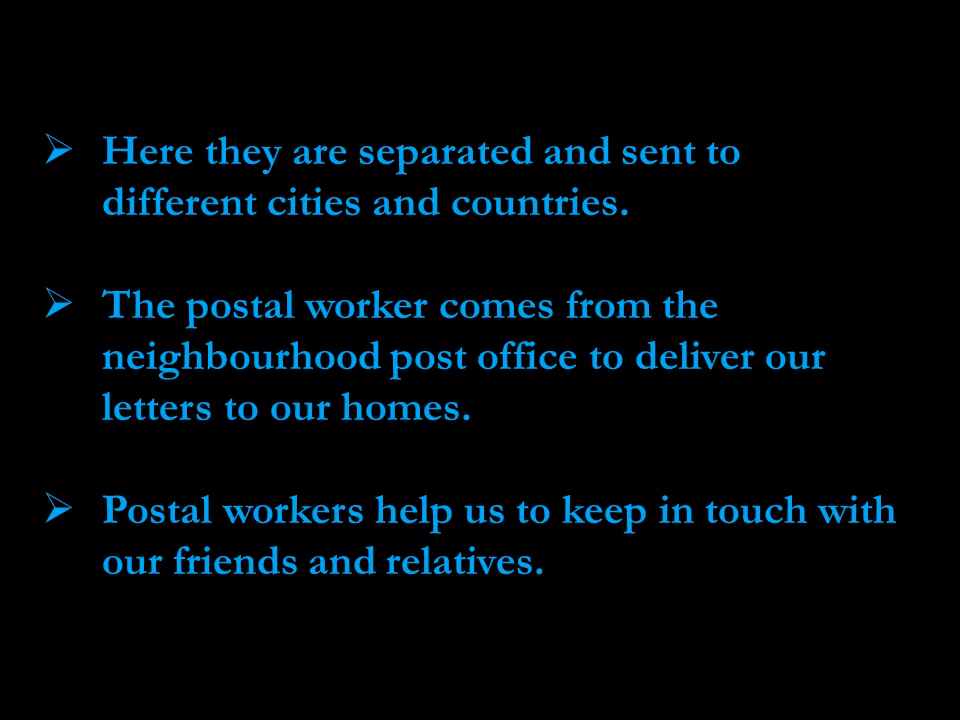 ➢ Here they are separated and sent to
different cities and countries.
➢ The postal worker comes from the
neighbourhood post office to deliver our
letters to our homes.
➢ Postal workers help us to keep in touch with
our friends and relatives.